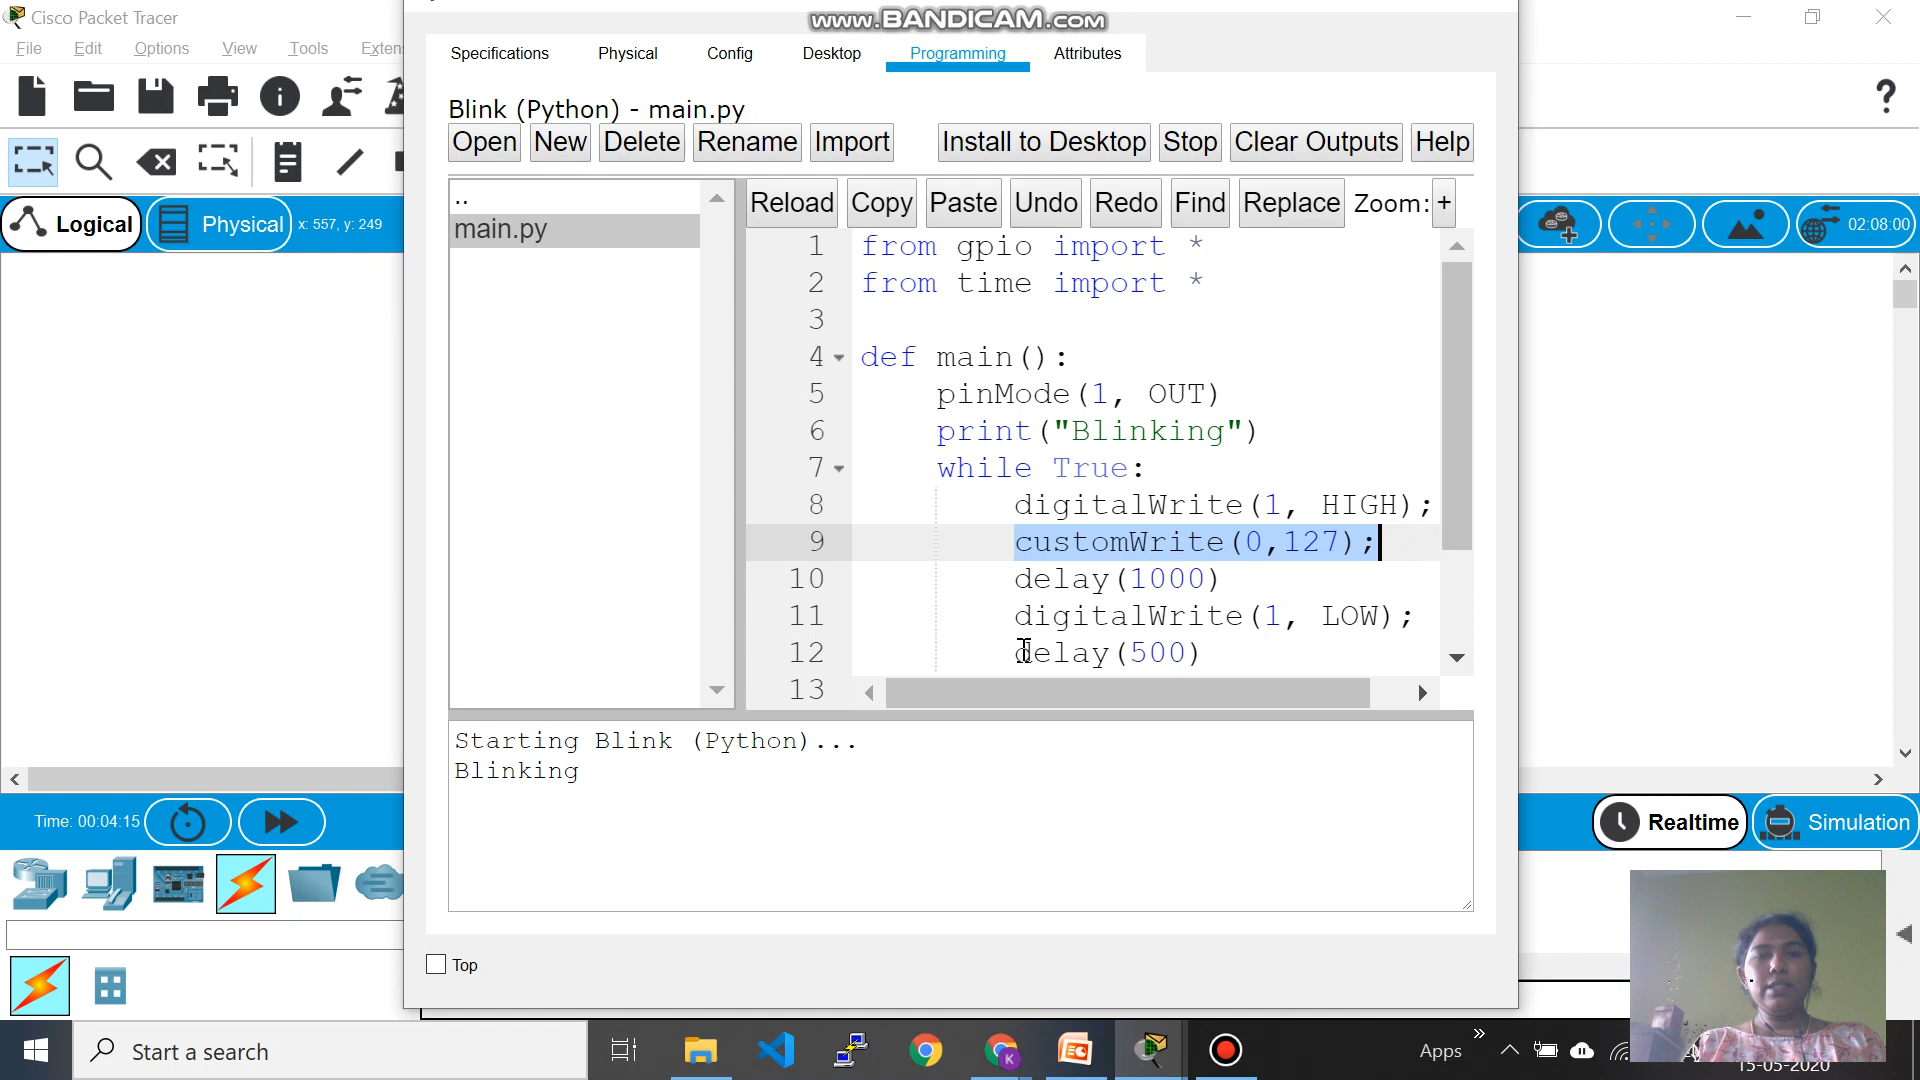 Cisco Packet Tracer
www.BANDICAM.com
File Edit Options View Tools Exten
Specifications Physical Config Desktop Programming Attributes
Blink (Python) - main.py
Open New Delete Rename Import Install to Desktop Stop Clear Outputs Help
..
main.py
Reload Copy Paste Undo Redo Find Replace Zoom: +
Logical Physical x: 557, y: 249
02:08:00
1 from gpio import *
2 from time import *
3
4 def main():
5 pinMode(1, OUT)
6 print("Blinking")
7 while True:
8 digitalWrite(1, HIGH);
9 customWrite(0,127);
10 delay(1000)
11 digitalWrite(1, LOW);
12 delay(500)
13
Starting Blink (Python)...
Blinking
Time: 00:04:15
Realtime Simulation
Top
Start a search
Apps
15-05-2020